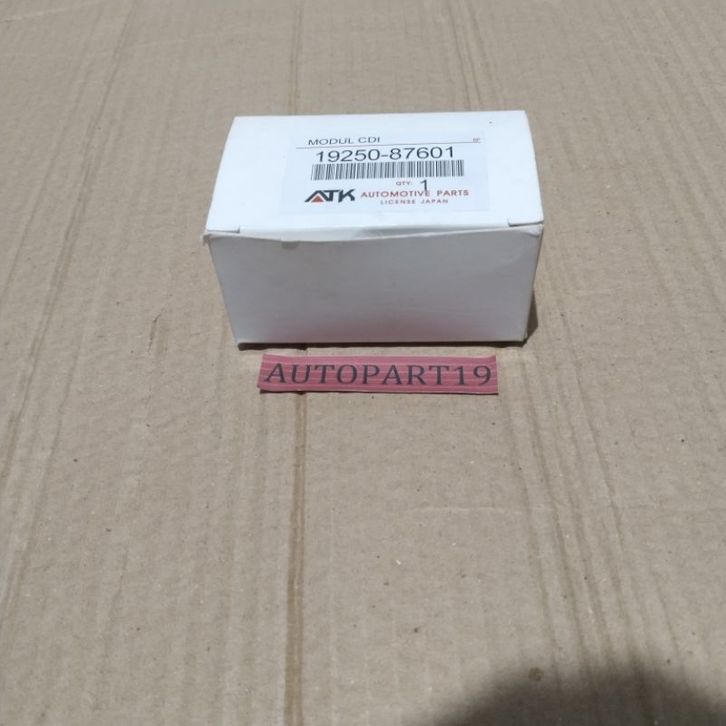 MODUL CDI
19250-87601
QTY: 1
ATK AUTOMOTIVE PARTS
LICENSE JAPAN
AUTOPART19